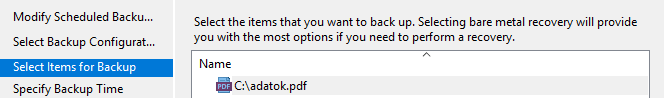 Modify Scheduled Backu...
Select Backup Configurat...
Select Items for Backup
Specify Backup Time
Select the items that you want to back up. Selecting bare metal recovery will provide
you with the most options if you need to perform a recovery.
Name
PDF C:\adatok.pdf